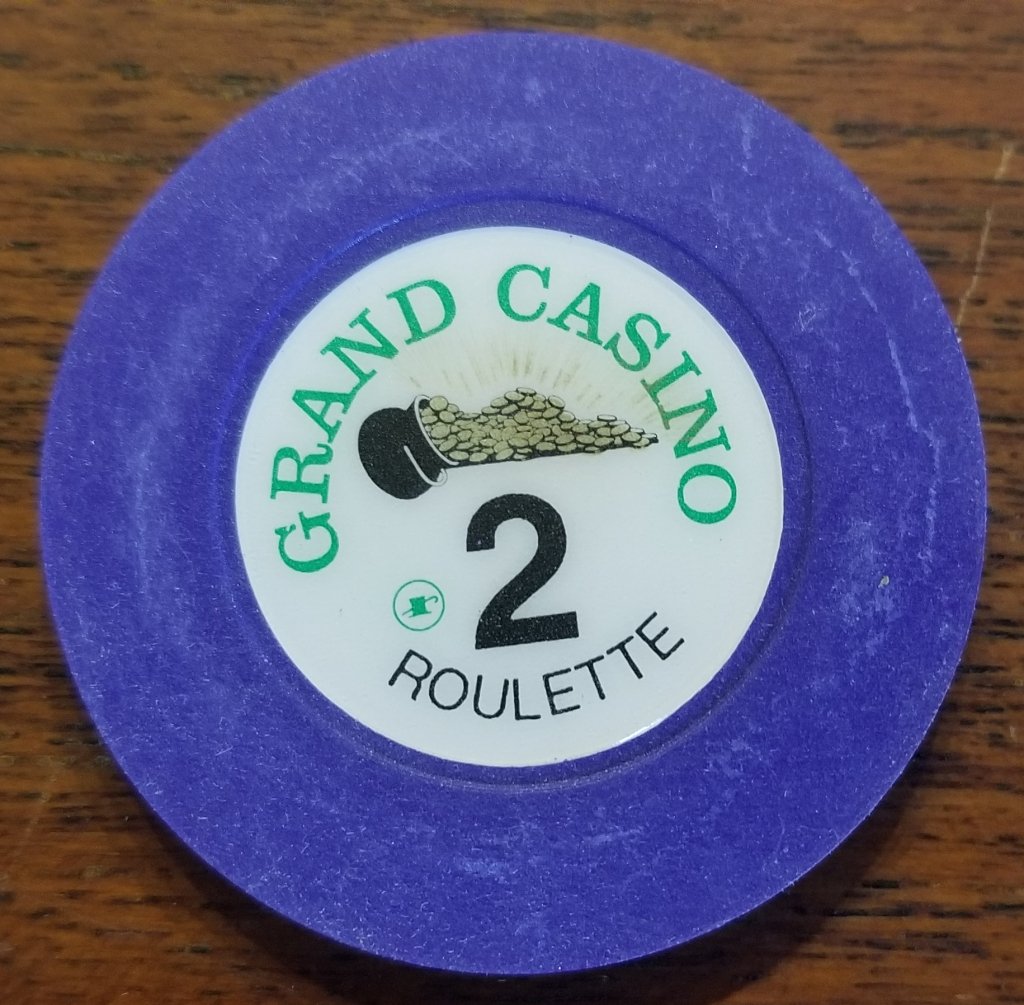 GRAND CASINO
2
ROULETTE